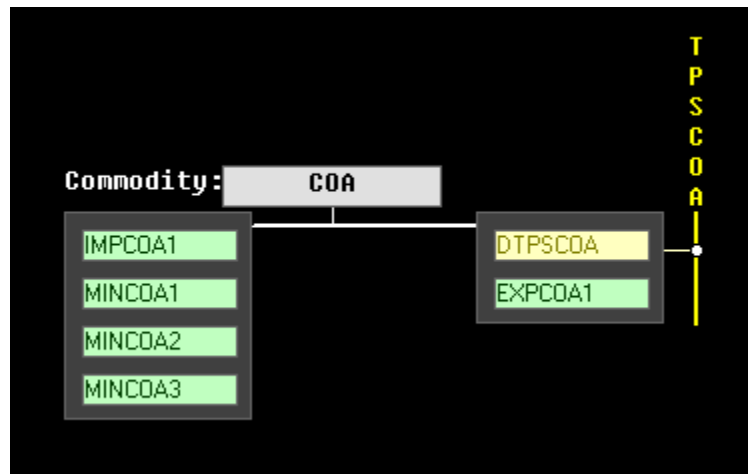 TPSCOA
Commodity: COA
IMPCOA1
MINCOA1
MINCOA2
MINCOA3
DTPSCOA
EXPCOA1